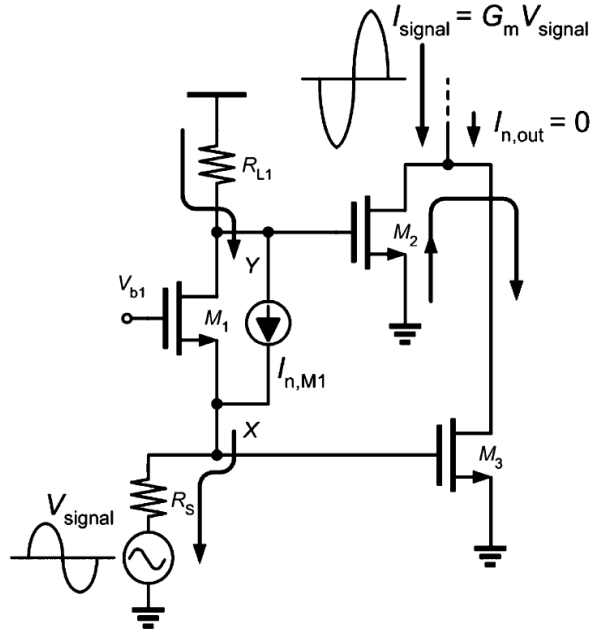 I_signal = G_m V_signal
I_n,out = 0
R_L1
Y
M_2
V_b1
M_1
I_n,M1
X
M_3
R_S
V_signal